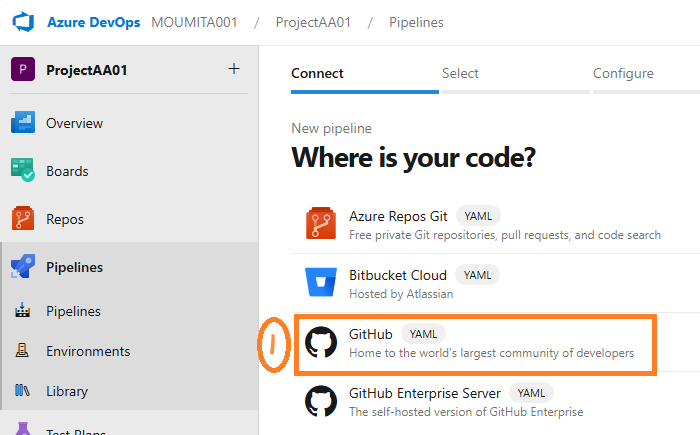 Azure DevOps MOUMITA001 / ProjectAA01 / Pipelines
P ProjectAA01 +
Overview
Boards
Repos
Pipelines
Pipelines
Environments
Library
Test Plans
Connect Select Configure
New pipeline
Where is your code?
Azure Repos Git YAML
Free private Git repositories, pull requests, and code search
Bitbucket Cloud YAML
Hosted by Atlassian
1
GitHub YAML
Home to the world's largest community of developers
GitHub Enterprise Server YAML
The self-hosted version of GitHub Enterprise